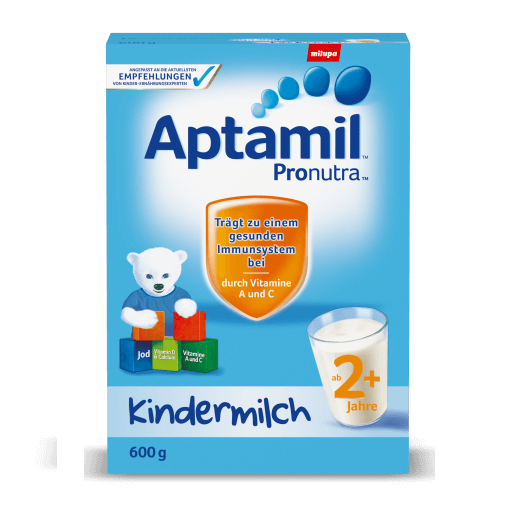 milupa
ANGEPASST AN DIE AKTUELLSTEN
EMPFEHLUNGEN
VON KINDER-ERNÄHRUNGSEXPERTEN
Aptamil™
Pronutra™
Trägt zu einem
gesunden
Immunsystem
bei
durch Vitamine
A und C
Jod
Vitamin D
& Calcium
Vitamine
A und C
ab 2+
Jahre
Kindermilch
600 g